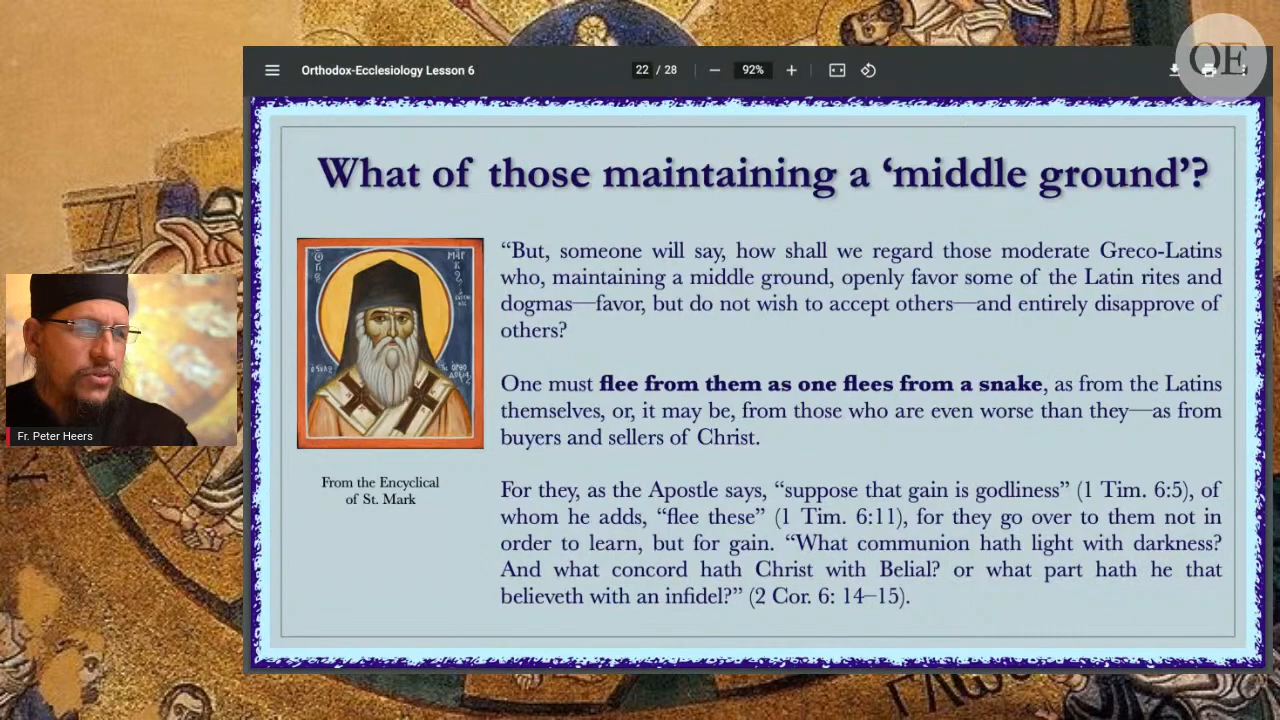 OE
Orthodox-Ecclesiology Lesson 6
22 / 28
92%
What of those maintaining a ‘middle ground’?
“But, someone will say, how shall we regard those moderate Greco-Latins
who, maintaining a middle ground, openly favor some of the Latin rites and
dogmas—favor, but do not wish to accept others—and entirely disapprove of
others?
One must flee from them as one flees from a snake, as from the Latins
themselves, or, it may be, from those who are even worse than they—as from
buyers and sellers of Christ.
For they, as the Apostle says, “suppose that gain is godliness” (1 Tim. 6:5), of
whom he adds, “flee these” (1 Tim. 6:11), for they go over to them not in
order to learn, but for gain. “What communion hath light with darkness?
And what concord hath Christ with Belial? or what part hath he that
believeth with an infidel?” (2 Cor. 6: 14–15).
From the Encyclical
of St. Mark
Fr. Peter Heers